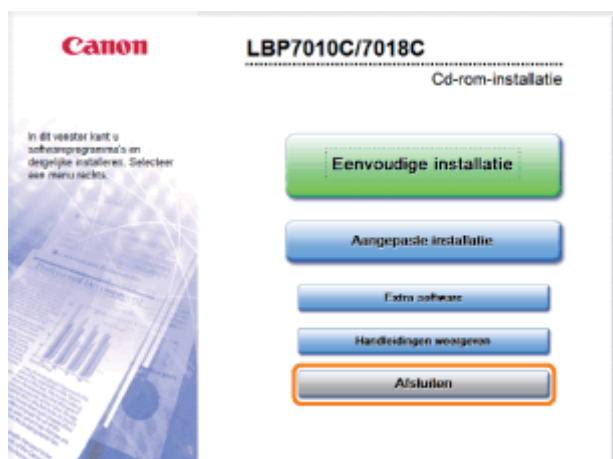 Canon
LBP7010C/7018C
Cd-rom-installatie
In dit venster kunt u
softwareprogramma's en
dergelijke installeren. Selecteer
een menu rechts.
Eenvoudige installatie
Aangepaste installatie
Extra software
Handleidingen weergeven
Afsluiten